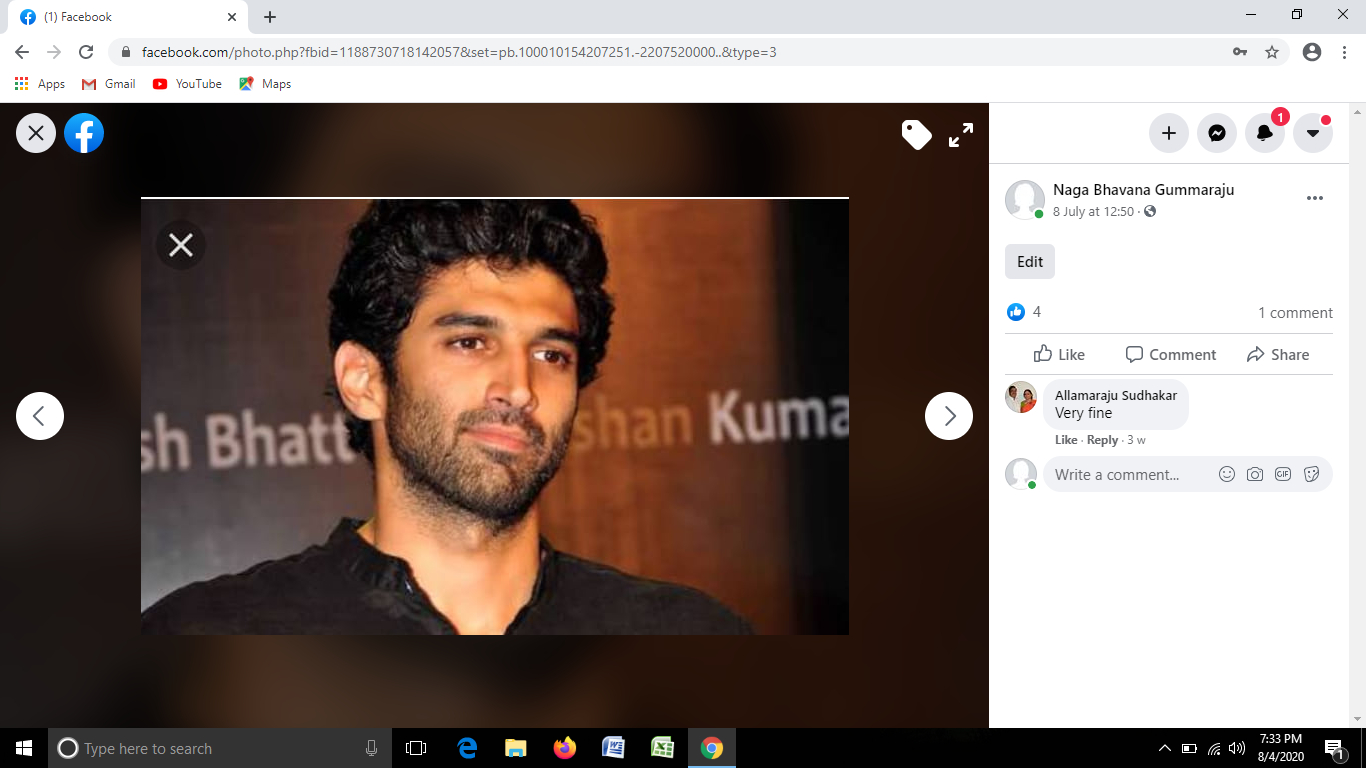 (1) Facebook
facebook.com/photo.php?fbid=1188730718142057&set=pb.100010154207251.-2207520000..&type=3
Apps Gmail YouTube Maps
1
Naga Bhavana Gummaraju
8 July at 12:50 ·
Edit
4 1 comment
Like Comment Share
Allamaraju Sudhakar
Very fine
Like · Reply · 3 w
Write a comment...
GIF
sh Bhatt shan Kuma
Type here to search
7:33 PM
8/4/2020
1